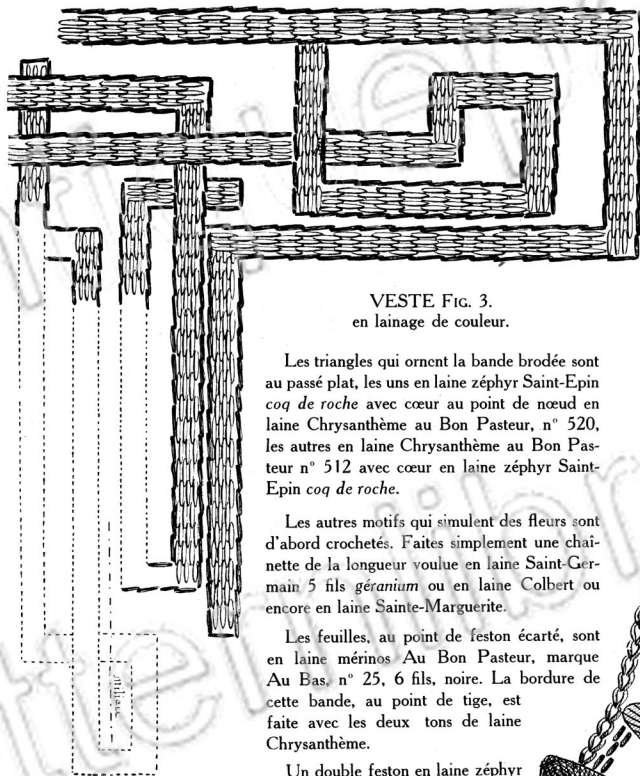 VESTE FIG. 3.
en lainage de couleur.
Les triangles qui ornent la bande brodée sont
au passé plat, les uns en laine zéphyr Saint-Epin
coq de roche avec cœur au point de nœud en
laine Chrysanthème au Bon Pasteur, n° 520,
les autres en laine Chrysanthème au Bon Pas-
teur n° 512 avec cœur en laine zéphyr Saint-
Epin coq de roche.
Les autres motifs qui simulent des fleurs sont
d'abord crochetés. Faites simplement une chaî-
nette de la longueur voulue en laine Saint-Ger-
main 5 fils géranium ou en laine Colbert ou
encore en laine Sainte-Marguerite.
Les feuilles, au point de feston écarté, sont
en laine mérinos Au Bon Pasteur, marque
Au Bas, n° 25, 6 fils, noire. La bordure de
cette bande, au point de tige, est
faite avec les deux tons de laine
Chrysanthème.
Un double feston en laine zéphyr
milieu